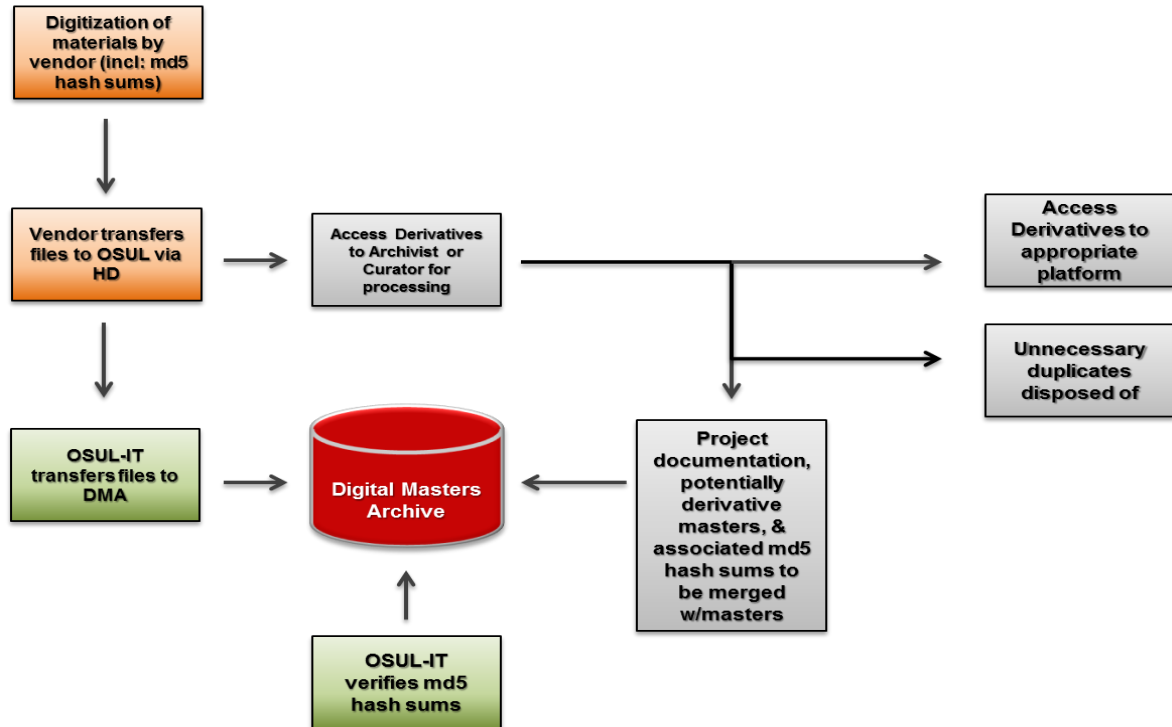 Digitization of
materials by
vendor (incl: md5
hash sums)
Vendor transfers
files to OSUL via
HD
Access Derivatives
to Archivist or
Curator for
processing
Access
Derivatives to
appropriate
platform
Unnecessary
duplicates
disposed of
OSUL-IT
transfers files to
DMA
Digital Masters
Archive
Project
documentation,
potentially
derivative
masters, &
associated md5
hash sums to
be merged
w/masters
OSUL-IT
verifies md5
hash sums